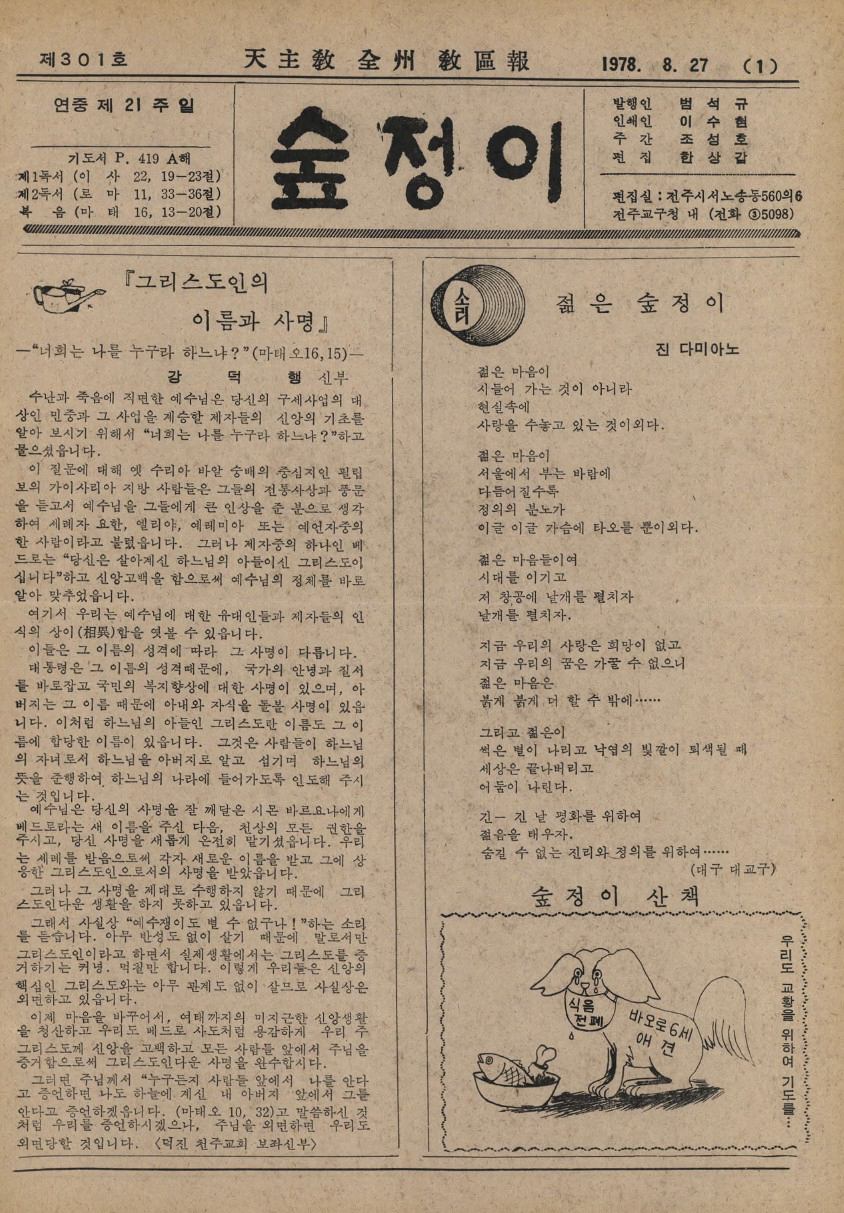 제301호
天主敎 全州 敎區報
1978. 8. 27 (1)
연중 제 21 주일
기도서 P. 419 A해
제1독서 (이 사 22, 19－23절)
제2독서 (로 마 11, 33－36절)
복 음 (마 태 16, 13－20절)
숲정이
발행인 범 석 규
인쇄인 이 수 현
주 간 조 성 호
편 집 한 상 갑
편집실 : 전주시서노송동560의6
전주교구청 내 (전화 ③5098)
『그리스도인의
이름과 사명』
—“너희는 나를 누구라 하느냐?”(마태오16,15)—
강 덕 행 신부
수난과 죽음에 직면한 예수님은 당신의 구세사업의 대
상인 민중과 그 사업을 계승할 제자들의 신앙의 기초를
알아 보시기 위해서 “너희는 나를 누구라 하느냐?”하고
물으셨읍니다.
이 질문에 대해 옛 수리아 바알 숭배의 중심지인 필립
보의 가이사리아 지방 사람들은 그들의 전통사상과 풍문
을 듣고서 예수님을 그들에게 큰 인상을 준 분으로 생각
하여 세례자 요한, 엘리야, 예레미아 또는 예언자중의
한 사람이라고 불렀읍니다. 그러나 제자중의 하나인 베
드로는 “당신은 살아계신 하느님의 아들이신 그리스도이
십니다”하고 신앙고백을 함으로써 예수님의 정체를 바로
알아 맞추었읍니다.
여기서 우리는 예수님에 대한 유대인들과 제자들의 인
식의 상이(相異)함을 엿볼 수 있읍니다.
이들은 그 이름의 성격에 따라 그 사명이 다릅니다.
대통령은 그 이름의 성격때문에, 국가의 안녕과 질서
를 바로잡고 국민의 복지향상에 대한 사명이 있으며, 아
버지는 그 이름 때문에 아내와 자식을 돌볼 사명이 있읍
니다. 이처럼 하느님의 아들인 그리스도란 이름도 그 이
름에 합당한 이름이 있읍니다. 그것은 사람들이 하느님
의 자녀로서 하느님을 아버지로 알고 섬기며 하느님의
뜻을 준행하여 하느님의 나라에 들어가도록 인도해 주시
는 것입니다.
예수님은 당신의 사명을 잘 깨달은 시몬 바르요나에게
베드로라는 새 이름을 주신 다음, 천상의 모든 권한을
주시고, 당신 사명을 새롭게 온전히 맡기셨읍니다. 우리
는 세례를 받음으로써 각자 새로운 이름을 받고 그에 상
응한 그리스도인으로서의 사명을 받았읍니다.
그러나 그 사명을 제대로 수행하지 않기 때문에 그리
스도인다운 생활을 하지 못하고 있읍니다.
그래서 사실상 “예수쟁이도 별 수 없구나!”하는 소리
를 듣습니다. 아무 반성도 없이 살기 때문에 말로서만
그리스도인이라고 하면서 실제생활에서는 그리스도를 증
거하기는 커녕, 먹칠만 합니다. 이렇게 우리들은 신앙의
핵심인 그리스도와는 아무 관계도 없이 살므로 사실상은
외면하고 있읍니다.
이제 마음을 바꾸어서, 여태까지의 미지근한 신앙생활
을 청산하고 우리도 베드로 사도처럼 용감하게 우리 주
그리스도께 신앙을 고백하고 모든 사람들 앞에서 주님을
증거함으로써 그리스도인다운 사명을 완수합시다.
그러면 주님께서 “누구든지 사람들 앞에서 나를 안다
고 증언하면 나도 하늘에 계신 내 아버지 앞에서 그를
안다고 증언하겠읍니다. (마태오 10, 32)고 말씀하신 것
처럼 우리를 증언하시겠으나, 주님을 외면하면 우리도
외면당할 것입니다. 〈덕진 천주교회 보좌신부〉
소리
젊은 숲정이
진 다미아노
젊은 마음이
시들어 가는 것이 아니라
현실속에
사랑을 수놓고 있는 것이외다.
젊은 마음이
서울에서 부는 바람에
다듬어질수록
정의의 분노가
이글 이글 가슴에 타오를 뿐이외다.
젊은 마음들이여
시대를 이기고
저 창공에 날개를 펼치자
날개를 펼치자.
지금 우리의 사랑은 희망이 없고
지금 우리의 꿈은 가꿀 수 없으니
젊은 마음은
붉게 붉게 더 할 수 밖에……
그리고 젊은이
썩은 별이 나리고 낙엽의 빛깔이 퇴색될 때
세상은 끝나버리고
어둠이 나린다.
긴— 긴 날 평화를 위하여
젊음을 태우자.
숨길 수 없는 진리와 정의를 위하여……
(대구 대교구)
숲정이 산책
우리도 교황을 위하여 기도를…
식음
전폐
바오로6세
애견